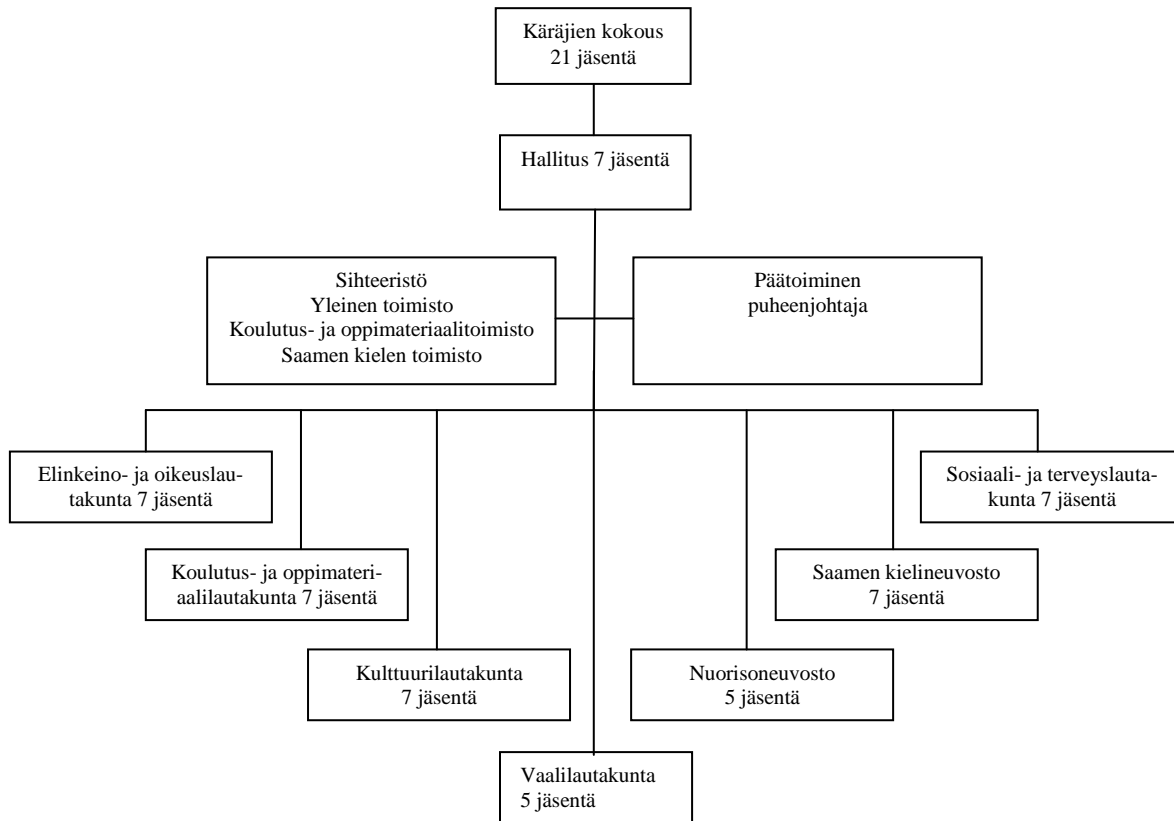 Käräjien kokous
21 jäsentä
Hallitus 7 jäsentä
Sihteeristö
Yleinen toimisto
Koulutus- ja oppimateriaalitoimisto
Saamen kielen toimisto
Päätoiminen
puheenjohtaja
Elinkeino- ja oikeuslau-
takunta 7 jäsentä
Sosiaali- ja terveyslauta-
kunta 7 jäsentä
Koulutus- ja oppimateri-
aalilautakunta 7 jäsentä
Saamen kielineuvosto
7 jäsentä
Kulttuurilautakunta
7 jäsentä
Nuorisoneuvosto
5 jäsentä
Vaalilautakunta
5 jäsentä